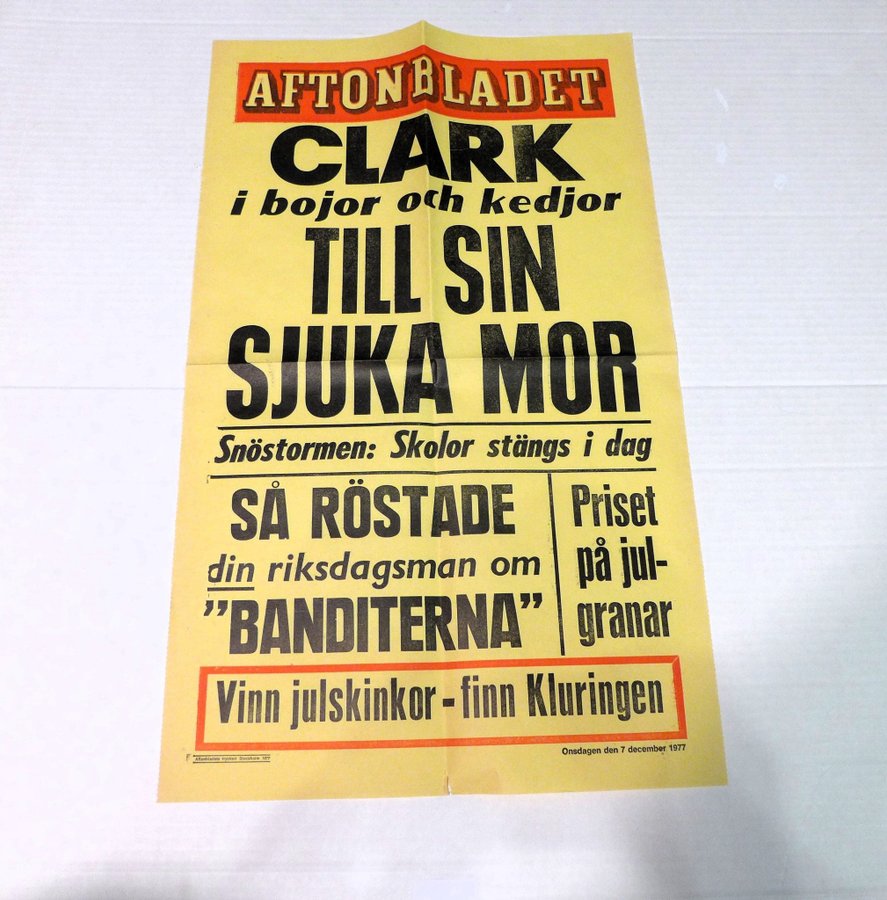 AFTONBLADET
CLARK
i bojor och kedjor
TILL SIN
SJUKA MOR
Snöstormen: Skolor stängs i dag
SÅ RÖSTADE
din riksdagsman om
”BANDITERNA”
Priset
på jul-
granar
Vinn julskinkor - finn Kluringen
Onsdagen den 7 december 1977